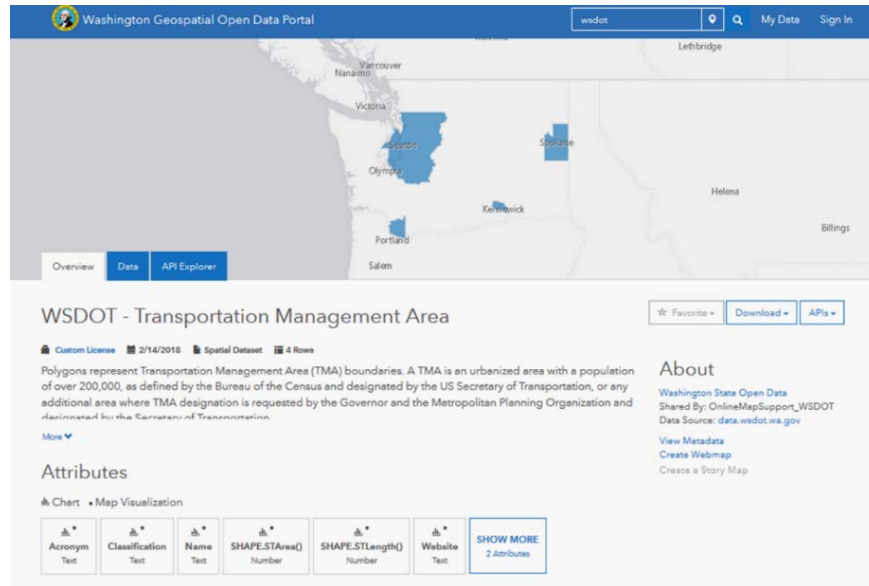 Washington Geospatial Open Data Portal
wsdot
My Data
Sign In
Lethbridge
Vancouver
Nanaimo
Victoria
Seattle
Spokane
Olympia
Helena
Kennewick
Billings
Portland
Salem
Overview
Data
API Explorer
WSDOT - Transportation Management Area
Favorite
Download
APIs
Custom License 2/14/2018 Spatial Dataset 4 Rows
Polygons represent Transportation Management Area (TMA) boundaries. A TMA is an urbanized area with a population
of over 200,000, as defined by the Bureau of the Census and designated by the US Secretary of Transportation, or any
additional area where TMA designation is requested by the Governor and the Metropolitan Planning Organization and
designated by the Secretary of Transportation.
More
About
Washington State Open Data
Shared By: OnlineMapSupport_WSDOT
Data Source: data.wsdot.wa.gov
View Metadata
Create Webmap
Create a Story Map
Attributes
Chart Map Visualization
Acronym
Text
Classification
Text
Name
Text
SHAPE.STArea()
Number
SHAPE.STLength()
Number
Website
Text
SHOW MORE
2 Attributes